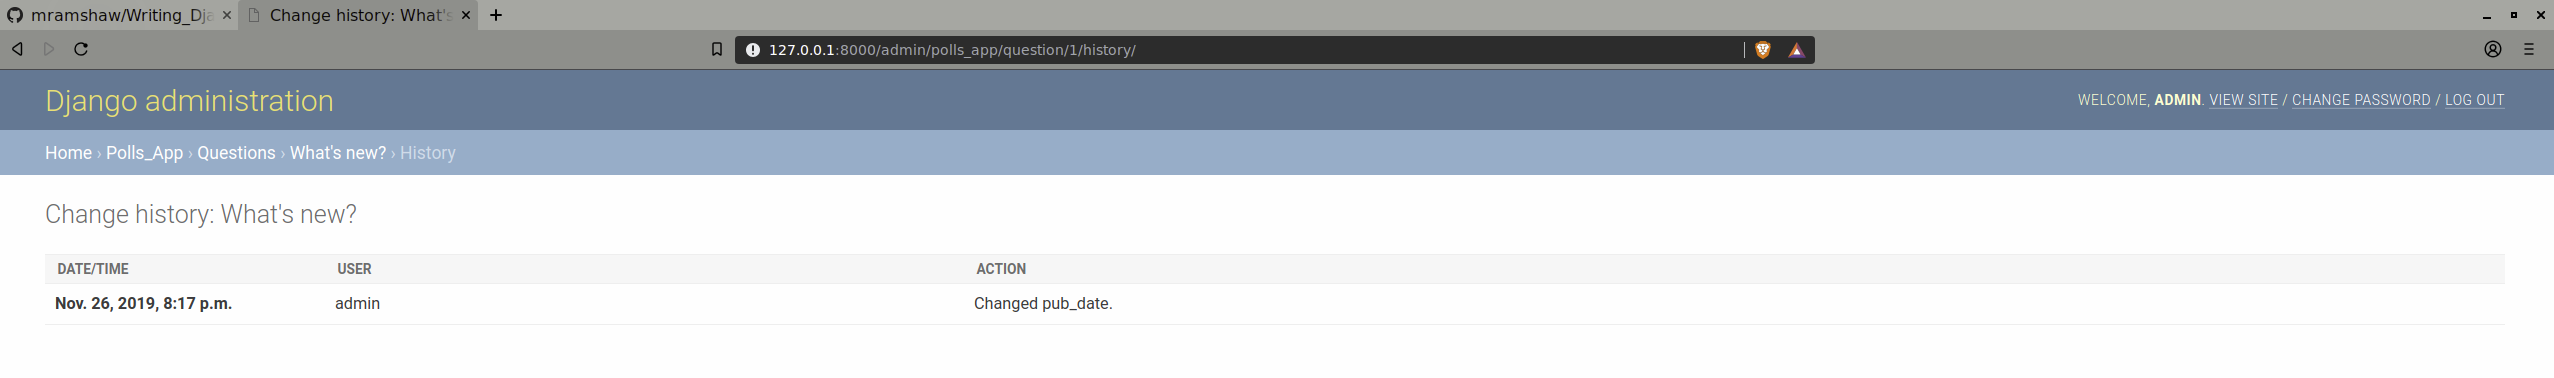 mramshaw/Writing_Dja
Change history: What's
127.0.0.1:8000/admin/polls_app/question/1/history/
Django administration
WELCOME, ADMIN. VIEW SITE / CHANGE PASSWORD / LOG OUT
Home › Polls_App › Questions › What's new? › History
Change history: What's new?
DATE/TIME USER ACTION
Nov. 26, 2019, 8:17 p.m. admin Changed pub_date.